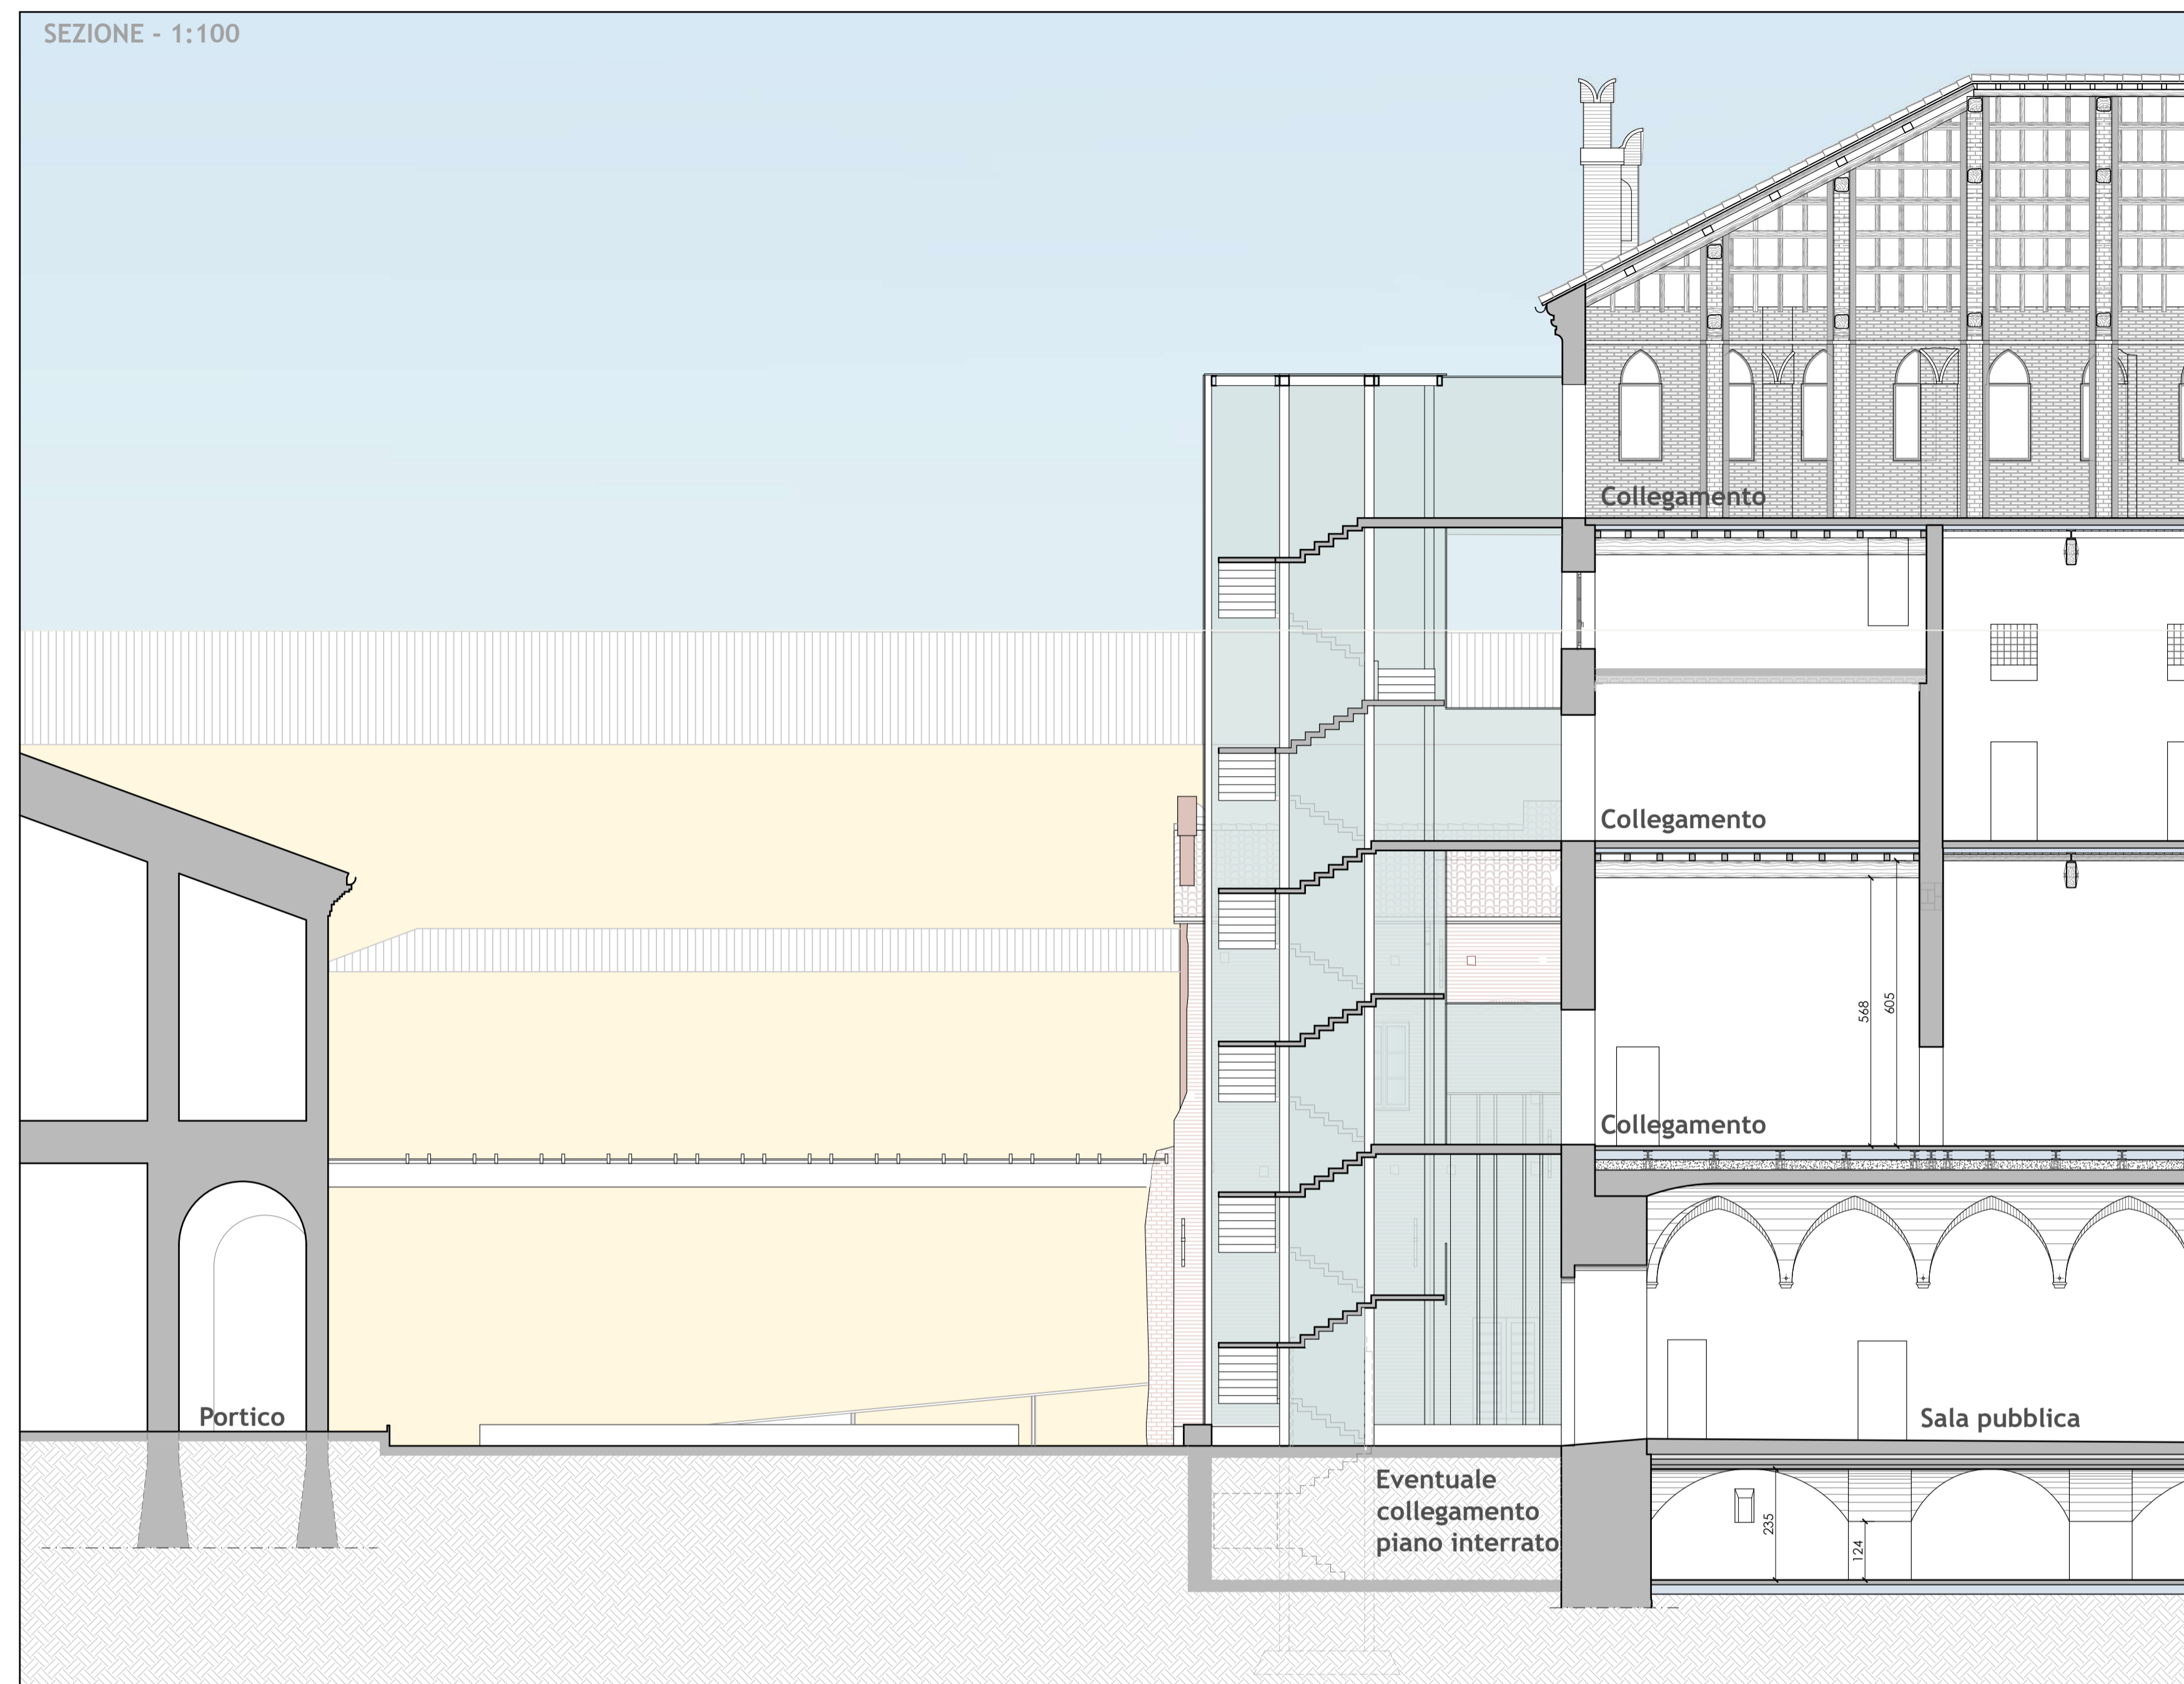 SEZIONE - 1:100
Collegamento
Collegamento
568
605
Collegamento
Portico
Sala pubblica
Eventuale
collegamento
piano interrato
235
124